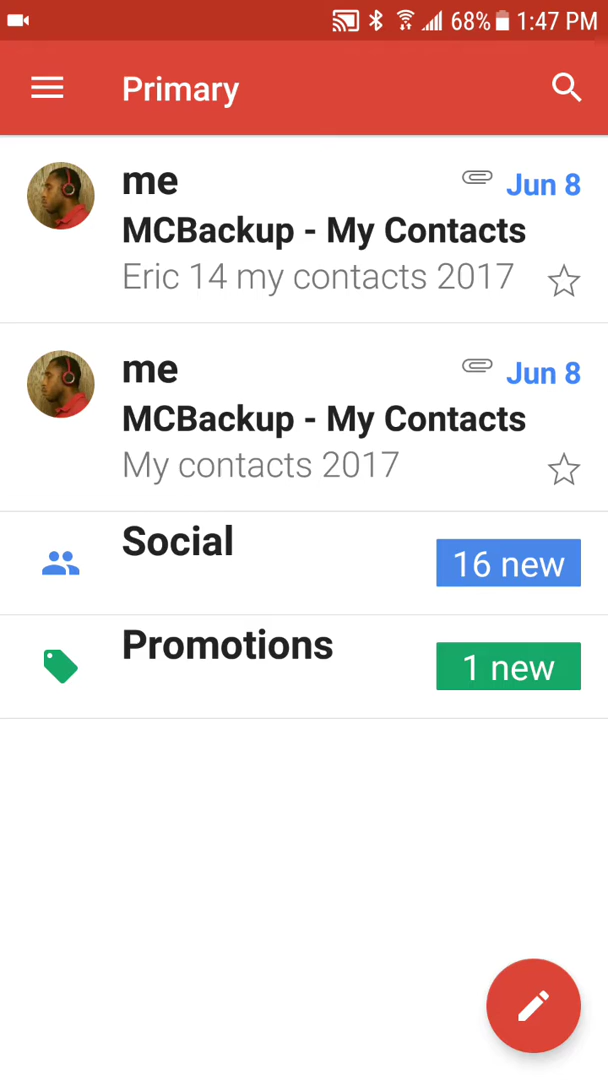 68% 1:47 PM
Primary
me Jun 8
MCBackup - My Contacts
Eric 14 my contacts 2017
me Jun 8
MCBackup - My Contacts
My contacts 2017
Social 16 new
Promotions 1 new